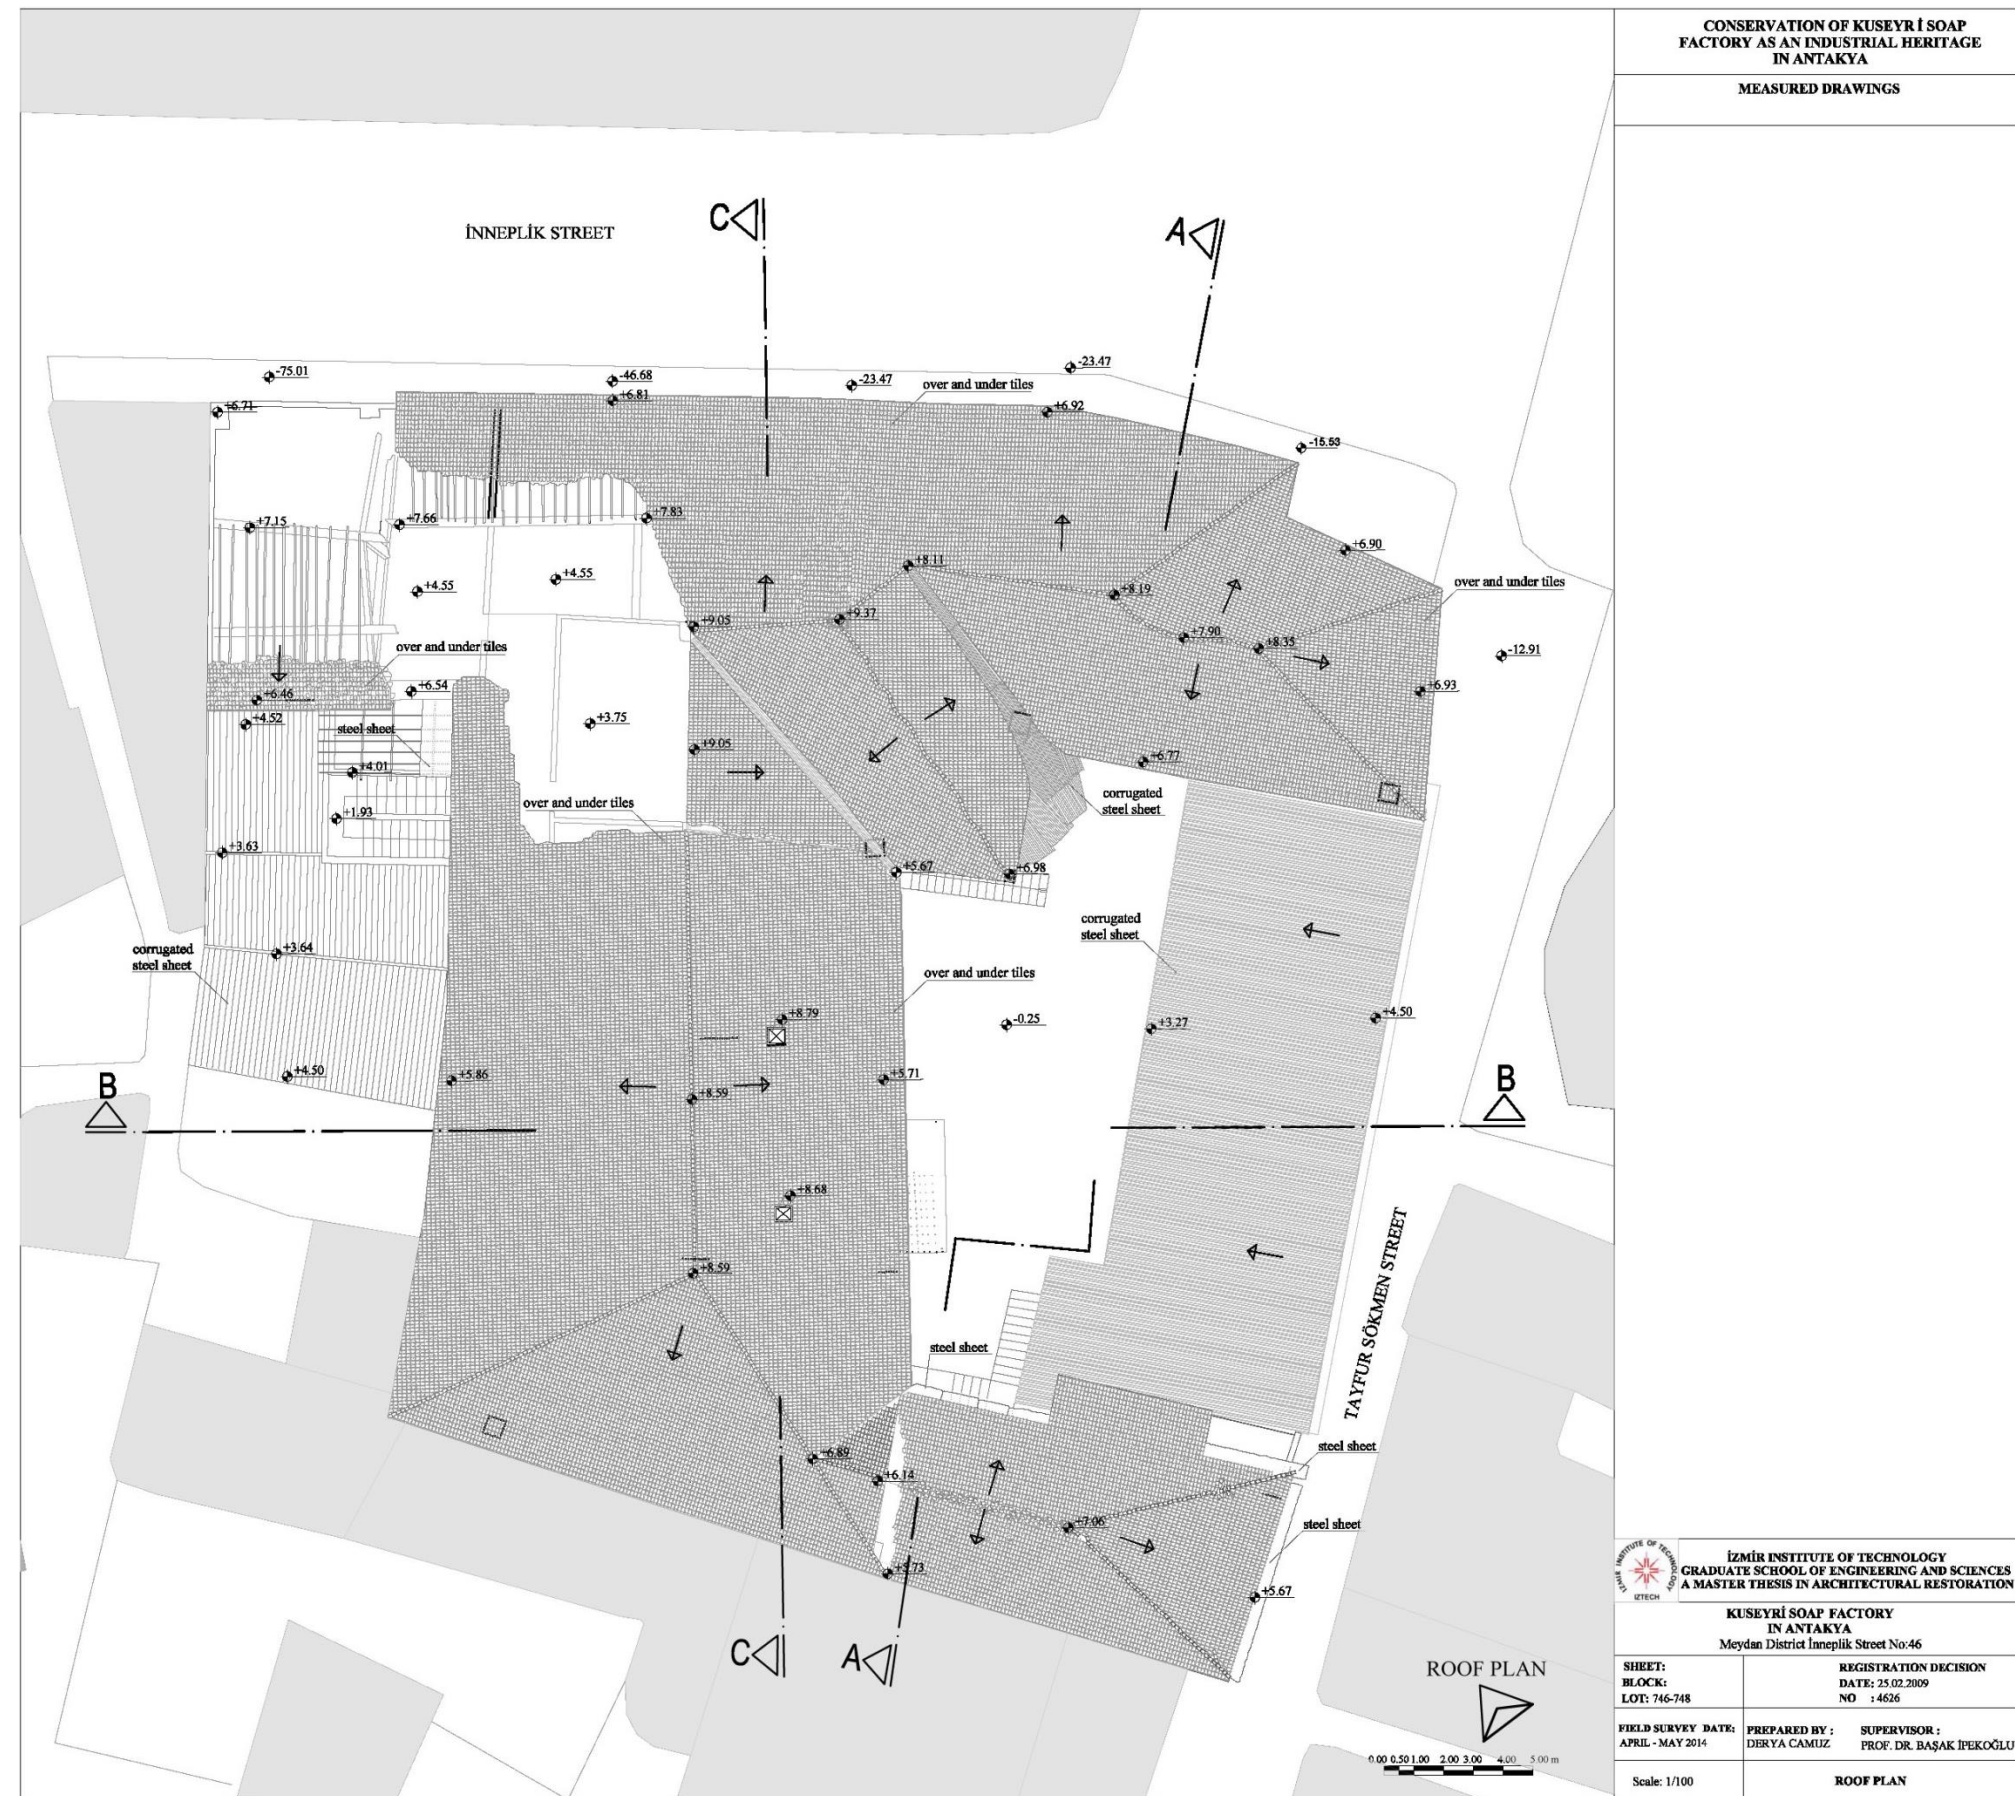 CONSERVATION OF KUSEYRİ SOAP
FACTORY AS AN INDUSTRIAL HERITAGE
IN ANTAKYA
MEASURED DRAWINGS
İNNEPLİK STREET
C
A
-75.01
-46.68
-23.47
-23.47
+6.71
+6.81
over and under tiles
+6.92
-15.53
+7.15
+7.66
+7.83
+6.90
+4.55
+4.55
+8.11
+8.19
over and under tiles
+9.05
+9.37
+7.90
+8.35
-12.91
over and under tiles
+6.46
+6.54
+6.93
+4.52
steel sheet
+3.75
+9.05
+4.01
+6.77
+1.93
over and under tiles
corrugated
steel sheet
+3.63
+5.67
+6.98
corrugated
steel sheet
corrugated
steel sheet
+3.64
over and under tiles
+8.79
-0.25
+3.27
+4.50
+4.50
+5.86
+5.71
+8.59
B
B
+8.68
+8.59
TAYFUR SÖKMEN STREET
steel sheet
+6.89
+6.14
steel sheet
+7.06
steel sheet
+5.73
+5.67
C
A
ROOF PLAN
0.00 0.50 1.00 2.00 3.00 4.00 5.00 m
IZMIR INSTITUTE OF TECHNOLOGY
IZTECH
İZMİR INSTITUTE OF TECHNOLOGY
GRADUATE SCHOOL OF ENGINEERING AND SCIENCES
A MASTER THESIS IN ARCHITECTURAL RESTORATION
KUSEYRİ SOAP FACTORY
IN ANTAKYA
Meydan District İnneplik Street No:46
SHEET:
BLOCK:
LOT: 746-748
REGISTRATION DECISION
DATE: 25.02.2009
NO : 4626
FIELD SURVEY DATE:
APRIL - MAY 2014
PREPARED BY :
DERYA CAMUZ
SUPERVISOR :
PROF. DR. BAŞAK İPEKOĞLU
Scale: 1/100
ROOF PLAN